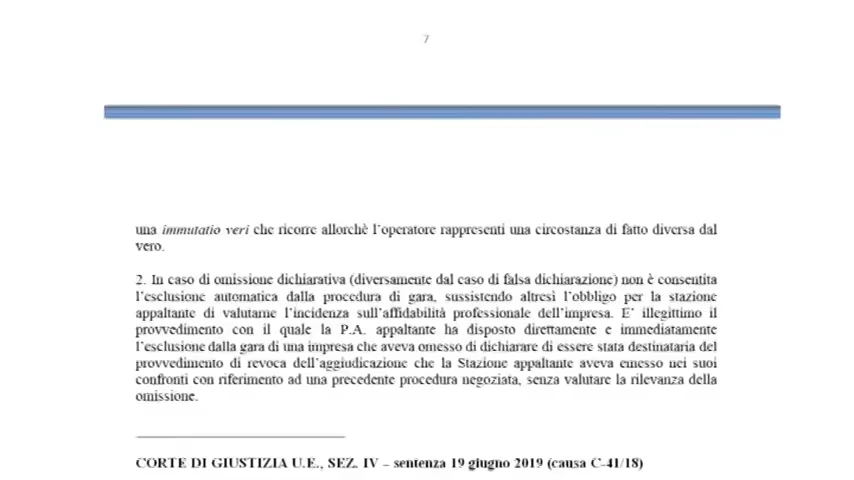 7
una immutatio veri che ricorre allorchè l'operatore rappresenti una circostanza di fatto diversa dal
vero.
2. In caso di omissione dichiarativa (diversamente dal caso di falsa dichiarazione) non è consentita
l'esclusione automatica dalla procedura di gara, sussistendo altresì l'obbligo per la stazione
appaltante di valutarne l'incidenza sull'affidabilità professionale dell'impresa. E' illegittimo il
provvedimento con il quale la P.A. appaltante ha disposto direttamente e immediatamente
l'esclusione dalla gara di una impresa che aveva omesso di dichiarare di essere stata destinataria del
provvedimento di revoca dell'aggiudicazione che la Stazione appaltante aveva emesso nei suoi
confronti con riferimento ad una precedente procedura negoziata, senza valutare la rilevanza della
omissione.
CORTE DI GIUSTIZIA U.E., SEZ. IV – sentenza 19 giugno 2019 (causa C-41/18)